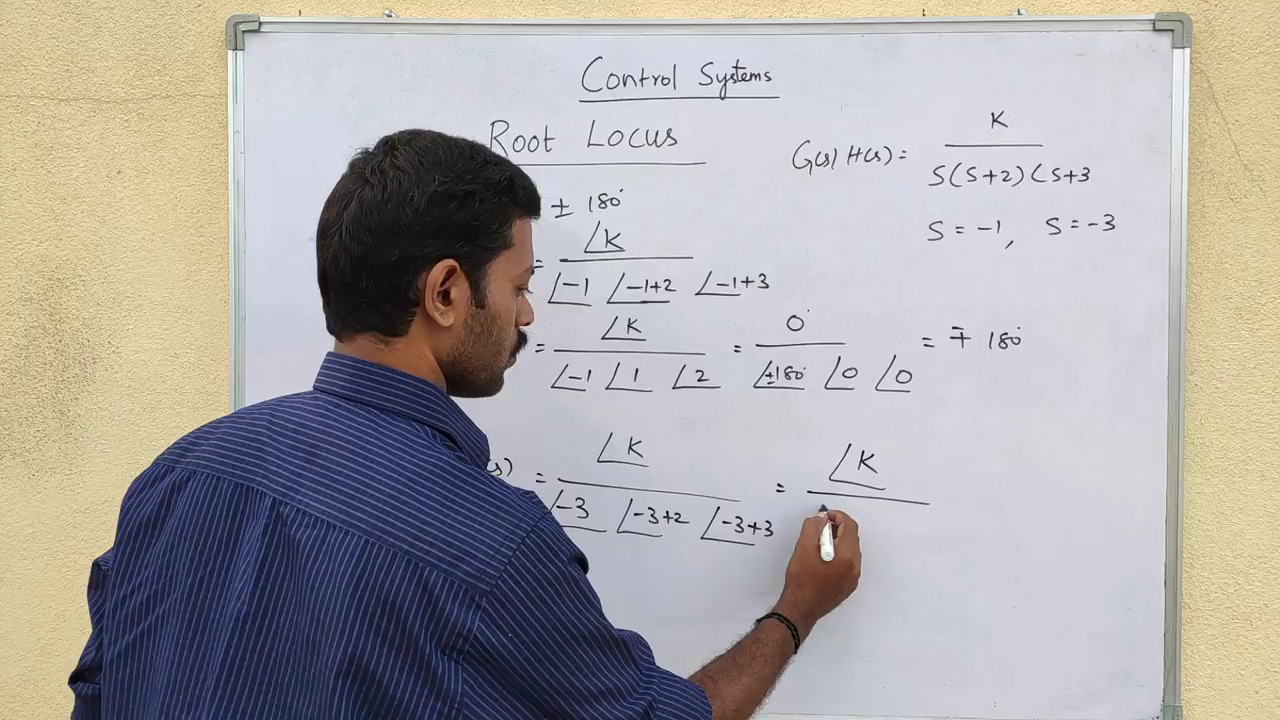 Control Systems
Root Locus
G(s) H(s) = K / S(S+2)(S+3
± 180°
S = -1, S = -3
= ∠K / ∠-1 ∠-1+2 ∠-1+3
= ∠K / ∠-1 ∠1 ∠2 = 0° / ∠±180° ∠0 ∠0 = ∓ 180°
(s) = ∠K / ∠-3 ∠-3+2 ∠-3+3 = ∠K